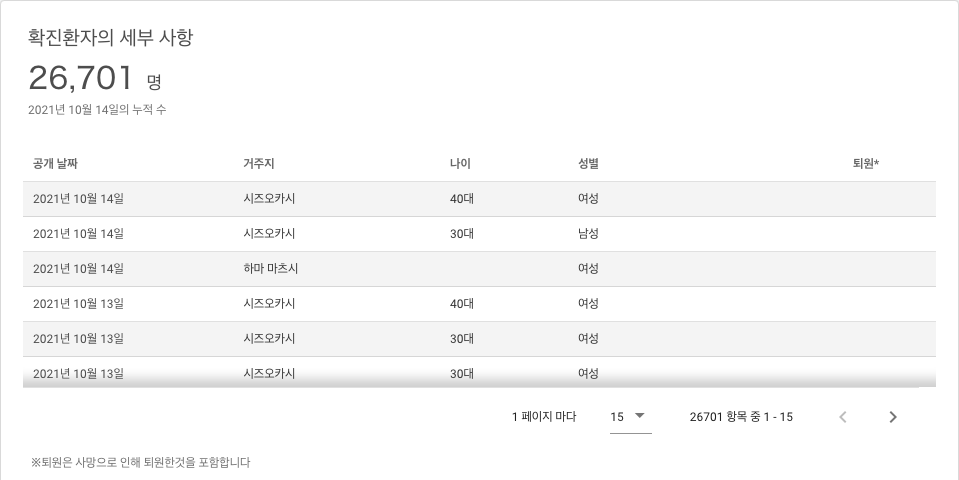 확진환자의 세부 사항
26,701 명
2021년 10월 14일의 누적 수
공개 날짜 거주지 나이 성별 퇴원*
2021년 10월 14일 시즈오카시 40대 여성
2021년 10월 14일 시즈오카시 30대 남성
2021년 10월 14일 하마 마츠시 여성
2021년 10월 13일 시즈오카시 40대 여성
2021년 10월 13일 시즈오카시 30대 여성
2021년 10월 13일 시즈오카시 30대 여성
1 페이지 마다 15 26701 항목 중 1 - 15
※퇴원은 사망으로 인해 퇴원한것을 포함합니다